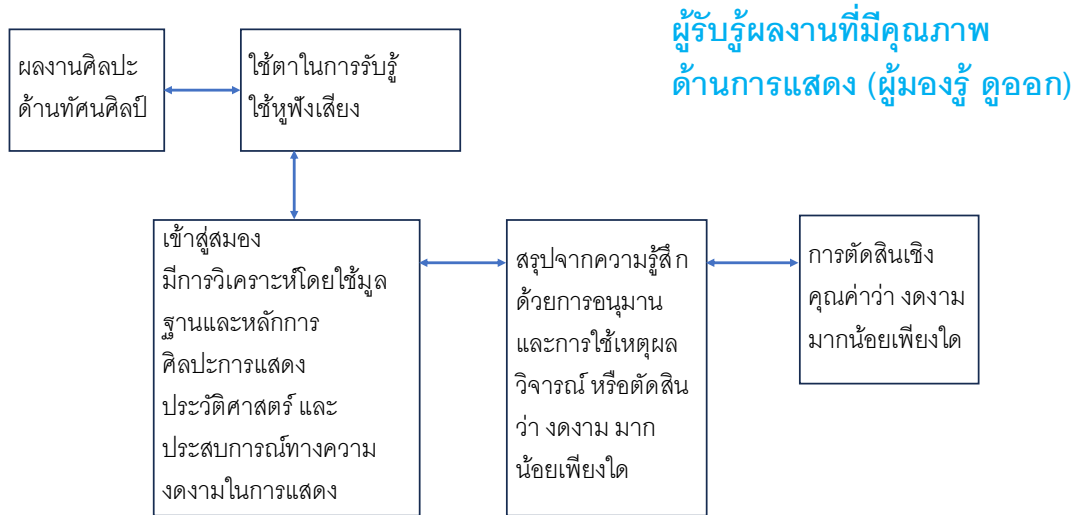 ผู้รับรู้ผลงานที่มีคุณภาพ
ด้านการแสดง (ผู้มองรู้ ดูออก)
ผลงานศิลปะ
ด้านทัศนศิลป์
ใช้ตาในการรับรู้
ใช้หูฟังเสียง
เข้าสู่สมอง
มีการวิเคราะห์โดยใช้มูล
ฐานและหลักการ
ศิลปะการแสดง
ประวัติศาสตร์ และ
ประสบการณ์ทางความ
งดงามในการแสดง
สรุปจากความรู้สึก
ด้วยการอนุมาน
และการใช้เหตุผล
วิจารณ์ หรือตัดสิน
ว่า งดงาม มาก
น้อยเพียงใด
การตัดสินเชิง
คุณค่าว่า งดงาม
มากน้อยเพียงใด